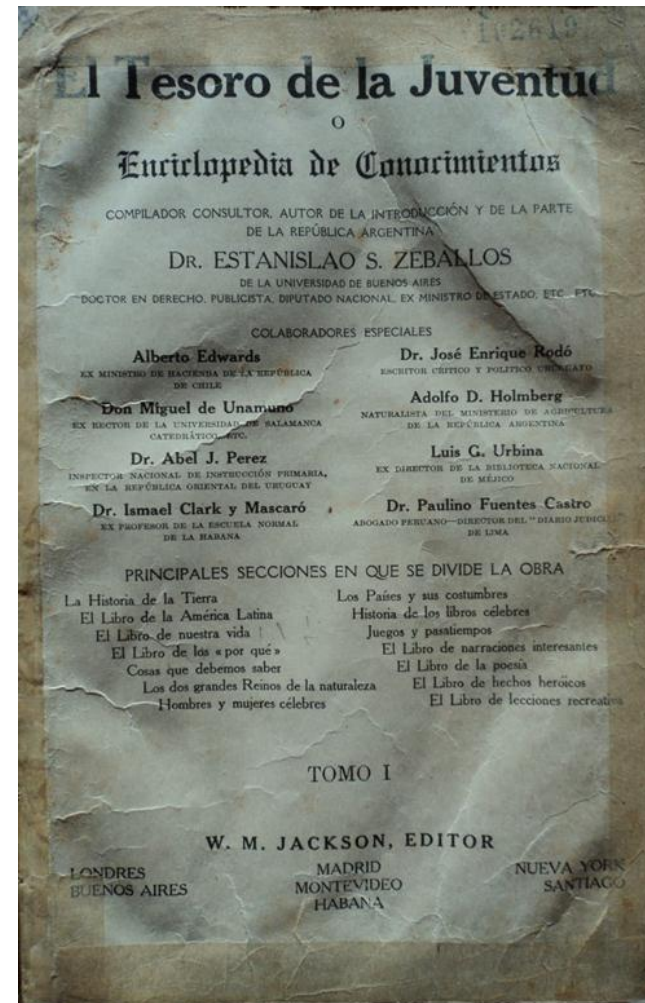 102619
El Tesoro de la Juventud
O
Enciclopedia de Conocimientos
COMPILADOR CONSULTOR, AUTOR DE LA INTRODUCCIÓN Y DE LA PARTE
DE LA REPÚBLICA ARGENTINA
DR. ESTANISLAO S. ZEBALLOS
DE LA UNIVERSIDAD DE BUENOS AIRES
DOCTOR EN DERECHO, PUBLICISTA, DIPUTADO NACIONAL, EX MINISTRO DE ESTADO, ETC., ETC.
COLABORADORES ESPECIALES
Alberto Edwards
EX MINISTRO DE HACIENDA DE LA REPÚBLICA
DE CHILE
Don Miguel de Unamuno
EX RECTOR DE LA UNIVERSIDAD DE SALAMANCA
CATEDRÁTICO, ETC.
Dr. Abel J. Perez
INSPECTOR NACIONAL DE INSTRUCCIÓN PRIMARIA,
EN LA REPÚBLICA ORIENTAL DEL URUGUAY
Dr. Ismael Clark y Mascaró
EX PROFESOR DE LA ESCUELA NORMAL
DE LA HABANA
Dr. José Enrique Rodó
ESCRITOR CRÍTICO Y POLÍTICO URUGUAYO
Adolfo D. Holmberg
NATURALISTA DEL MINISTERIO DE AGRICULTURA
DE LA REPÚBLICA ARGENTINA
Luis G. Urbina
EX DIRECTOR DE LA BIBLIOTECA NACIONAL
DE MÉJICO
Dr. Paulino Fuentes Castro
ABOGADO PERUANO—DIRECTOR DEL "DIARIO JUDICIAL"
DE LIMA
PRINCIPALES SECCIONES EN QUE SE DIVIDE LA OBRA
La Historia de la Tierra
El Libro de la América Latina
El Libro de nuestra vida
El Libro de los «por qué»
Cosas que debemos saber
Los dos grandes Reinos de la naturaleza
Hombres y mujeres célebres
Los Países y sus costumbres
Historia de los libros célebres
Juegos y pasatiempos
El Libro de narraciones interesantes
El Libro de la poesía
El Libro de hechos heróicos
El Libro de lecciones recreativas
TOMO I
W. M. JACKSON, EDITOR
LONDRES
BUENOS AIRES
MADRID
MONTEVIDEO
HABANA
NUEVA YORK
SANTIAGO